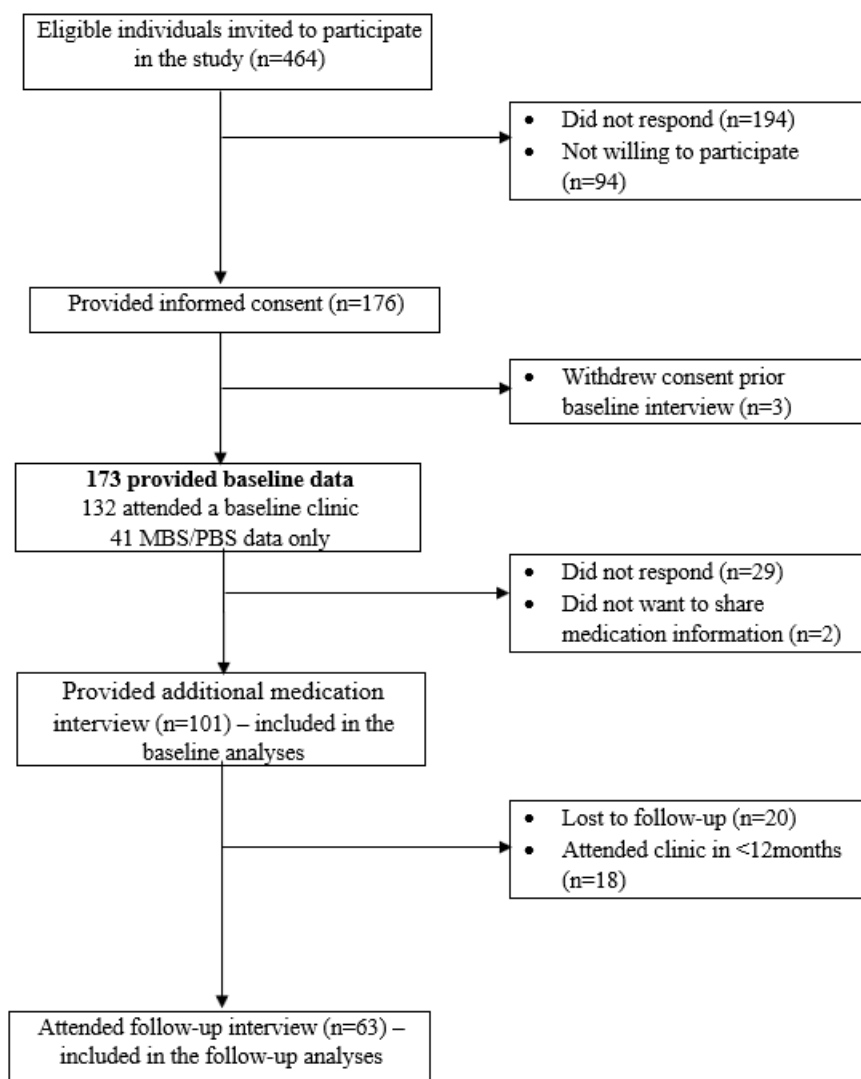 Eligible individuals invited to participate
in the study (n=464)
• Did not respond (n=194)
• Not willing to participate
(n=94)
Provided informed consent (n=176)
• Withdrew consent prior
baseline interview (n=3)
173 provided baseline data
132 attended a baseline clinic
41 MBS/PBS data only
• Did not respond (n=29)
• Did not want to share
medication information (n=2)
Provided additional medication
interview (n=101) – included in the
baseline analyses
• Lost to follow-up (n=20)
• Attended clinic in <12months
(n=18)
Attended follow-up interview (n=63) –
included in the follow-up analyses